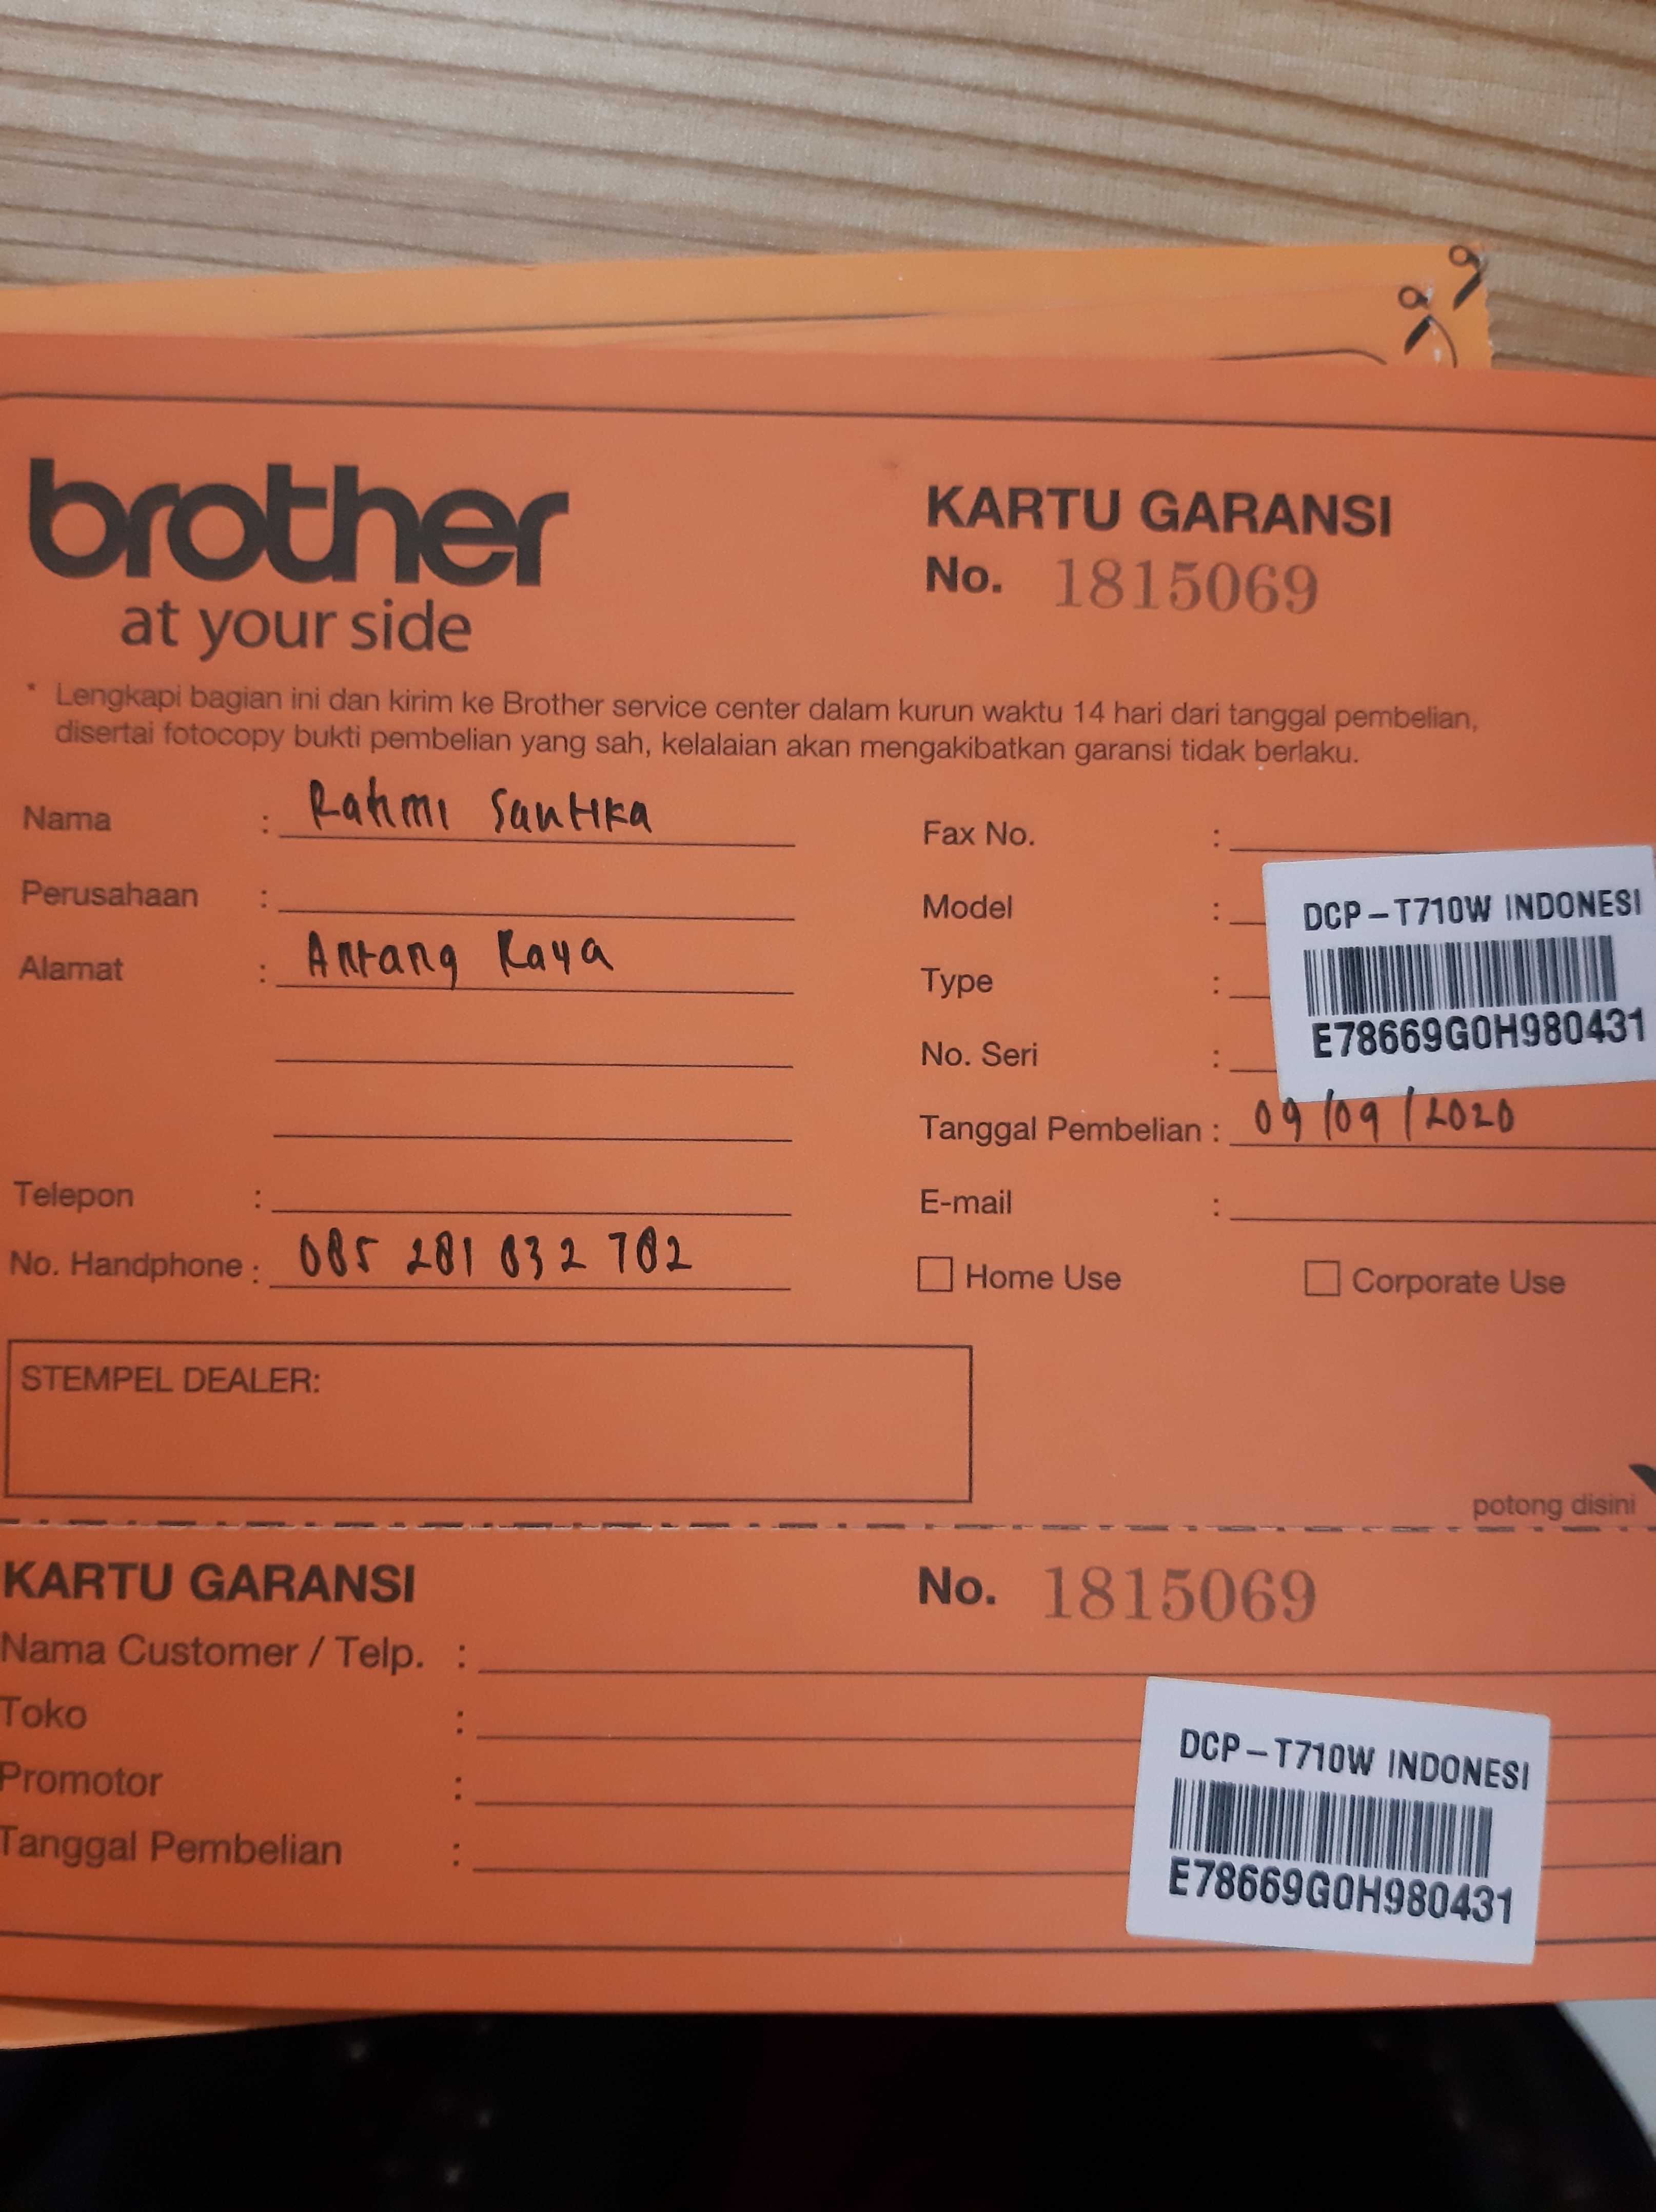 brother
at your side
KARTU GARANSI
No. 1815069
* Lengkapi bagian ini dan kirim ke Brother service center dalam kurun waktu 14 hari dari tanggal pembelian,
disertai fotocopy bukti pembelian yang sah, kelalaian akan mengakibatkan garansi tidak berlaku.
Nama : Rahmi Santika
Perusahaan :
Alamat : Antang Raya
Telepon :
No. Handphone : 085 281 832 782
Fax No. :
Model :
Type :
No. Seri :
DCP-T710W INDONESI
E78669G0H980431
Tanggal Pembelian : 09/09/2020
E-mail :
Home Use Corporate Use
STEMPEL DEALER:
potong disini
KARTU GARANSI No. 1815069
Nama Customer / Telp. :
Toko :
Promotor :
Tanggal Pembelian :
DCP-T710W INDONESI
E78669G0H980431